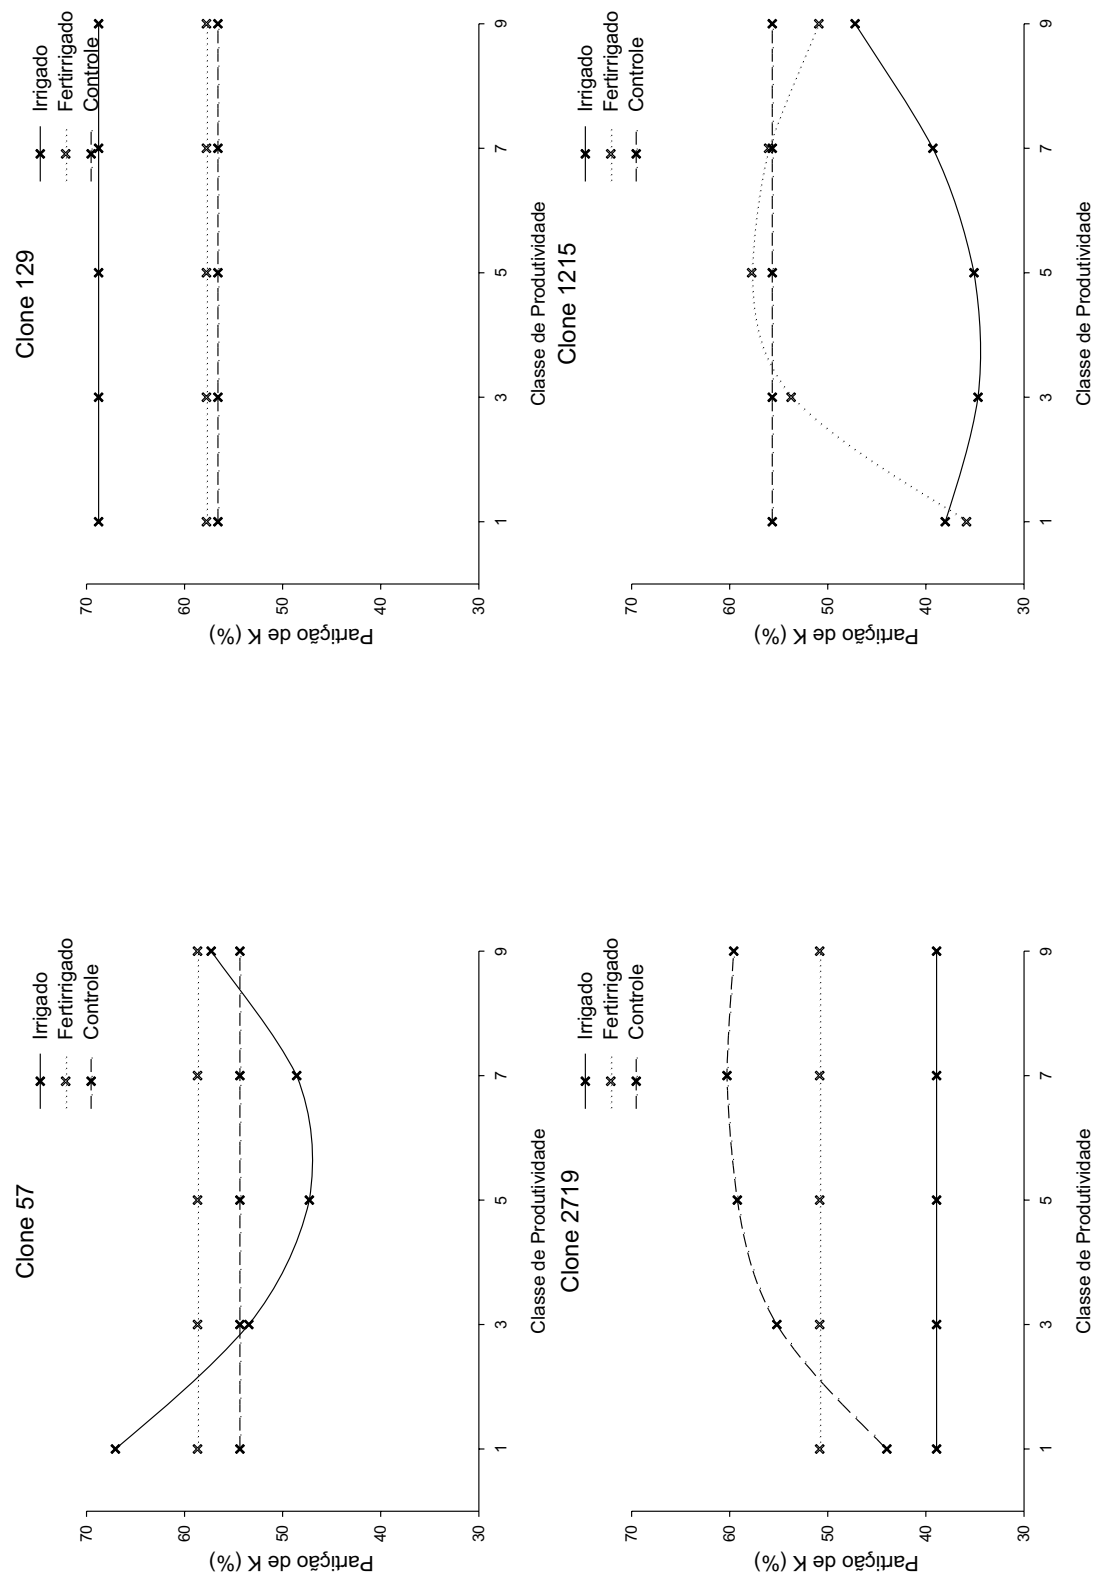 Clone 57
Irrigado
Fertirrigado
Controle
Partição de K (%)
70
60
50
40
30
1 3 5 7 9
Classe de Produtividade
Clone 129
Irrigado
Fertirrigado
Controle
Partição de K (%)
70
60
50
40
30
1 3 5 7 9
Classe de Produtividade
Clone 2719
Irrigado
Fertirrigado
Controle
Partição de K (%)
70
60
50
40
30
1 3 5 7 9
Classe de Produtividade
Clone 1215
Irrigado
Fertirrigado
Controle
Partição de K (%)
70
60
50
40
30
1 3 5 7 9
Classe de Produtividade